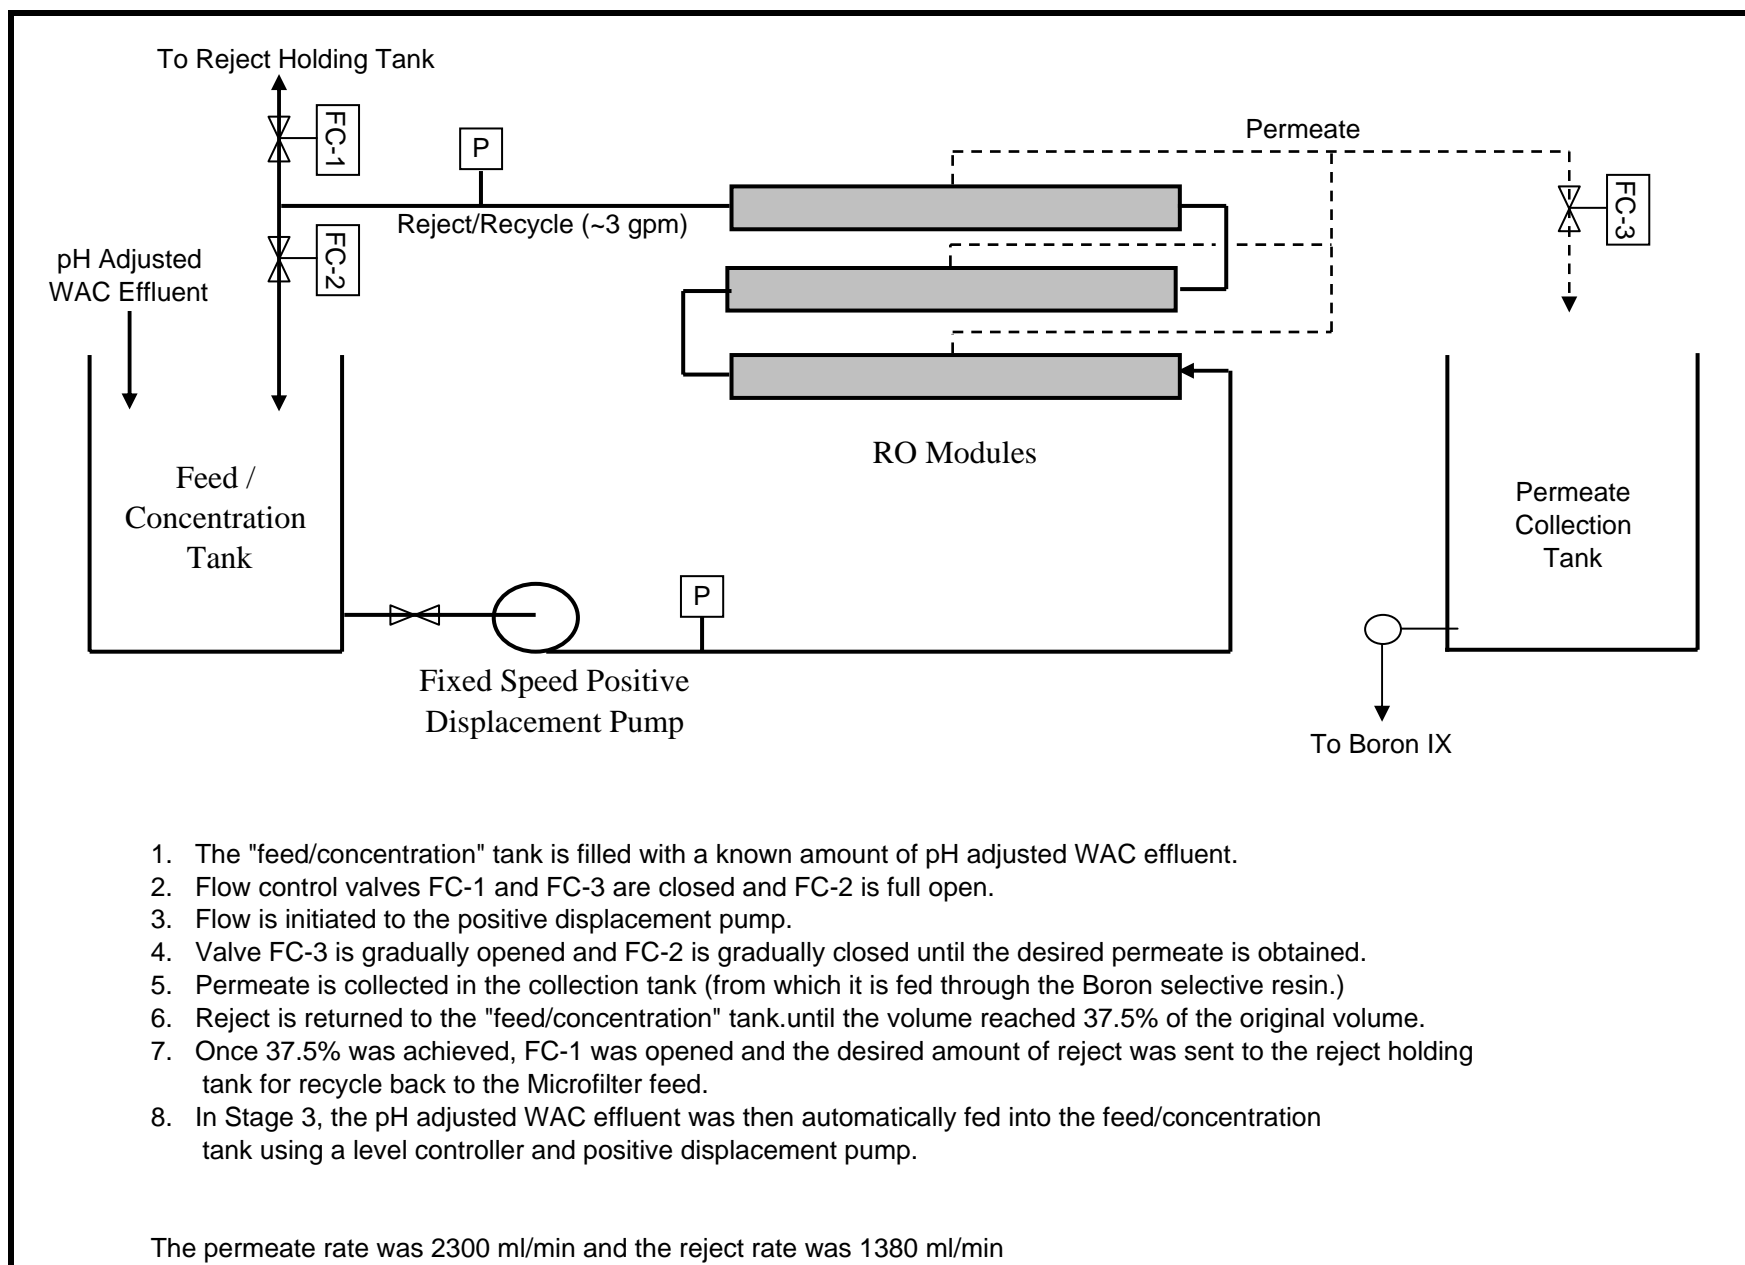 To Reject Holding Tank
FC-1
P
Permeate
FC-3
Reject/Recycle (~3 gpm)
FC-2
pH Adjusted
WAC Effluent
RO Modules
Feed /
Concentration
Tank
Permeate
Collection
Tank
P
Fixed Speed Positive
Displacement Pump
To Boron IX
1. The "feed/concentration" tank is filled with a known amount of pH adjusted WAC effluent.
2. Flow control valves FC-1 and FC-3 are closed and FC-2 is full open.
3. Flow is initiated to the positive displacement pump.
4. Valve FC-3 is gradually opened and FC-2 is gradually closed until the desired permeate is obtained.
5. Permeate is collected in the collection tank (from which it is fed through the Boron selective resin.)
6. Reject is returned to the "feed/concentration" tank.until the volume reached 37.5% of the original volume.
7. Once 37.5% was achieved, FC-1 was opened and the desired amount of reject was sent to the reject holding
tank for recycle back to the Microfilter feed.
8. In Stage 3, the pH adjusted WAC effluent was then automatically fed into the feed/concentration
tank using a level controller and positive displacement pump.
The permeate rate was 2300 ml/min and the reject rate was 1380 ml/min